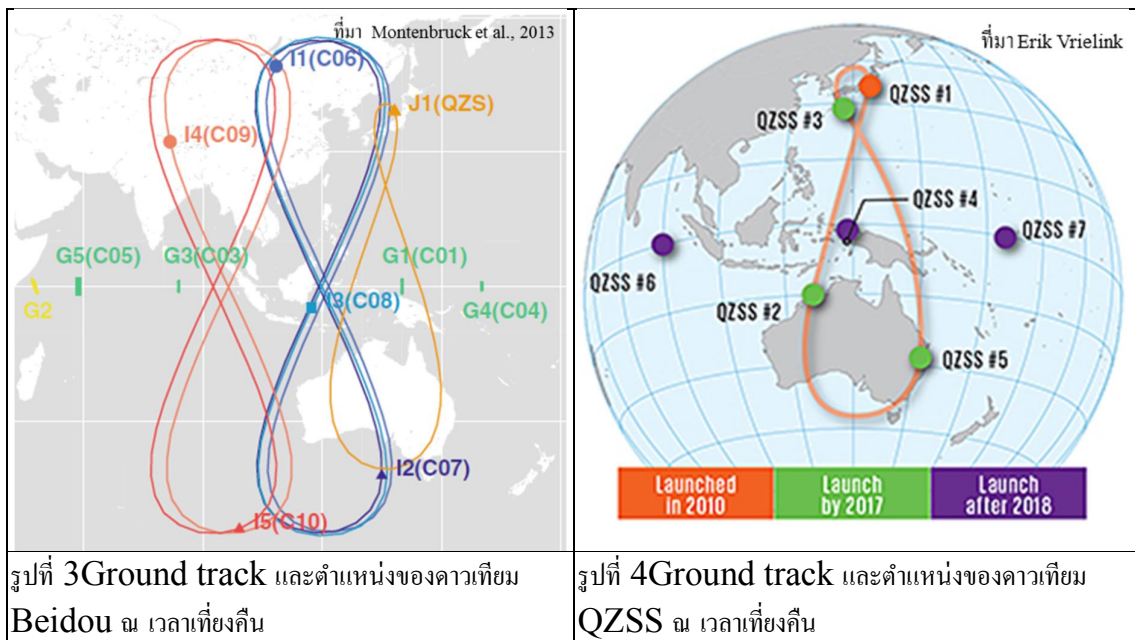 ที่มา Montenbruck et al., 2013
I1(C06)
J1(QZS)
I4(C09)
G5(C05)
G3(C03)
G1(C01)
G2
I3(C08)
G4(C04)
I2(C07)
I5(C10)
รูปที่ 3Ground track และตำแหน่งของดาวเทียม
Beidou ณ เวลาเที่ยงคืน
ที่มา Erik Vrielink
QZSS #1
QZSS #3
QZSS #4
QZSS #7
QZSS #6
QZSS #2
QZSS #5
Launched
in 2010
Launch
by 2017
Launch
after 2018
รูปที่ 4Ground track และตำแหน่งของดาวเทียม
QZSS ณ เวลาเที่ยงคืน